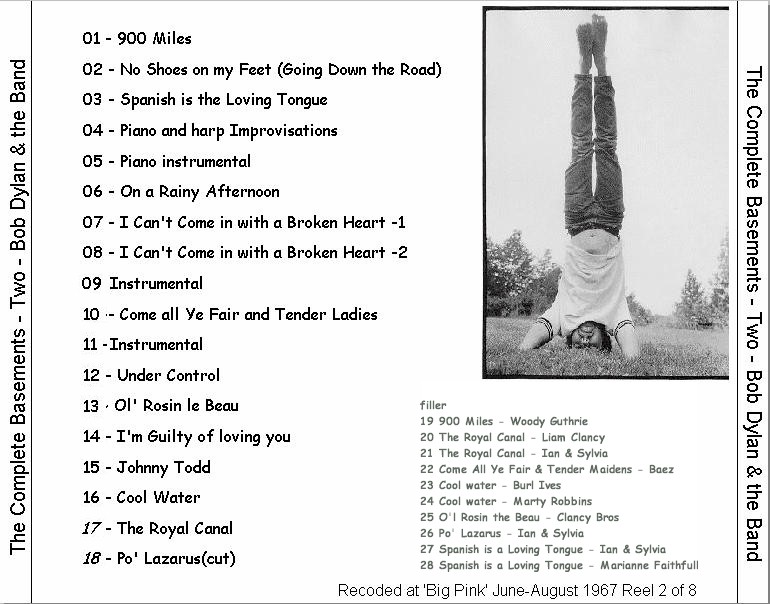 The Complete Basements - Two - Bob Dylan & the Band
01 - 900 Miles
02 - No Shoes on my Feet (Going Down the Road)
03 - Spanish is the Loving Tongue
04 - Piano and harp Improvisations
05 - Piano instrumental
06 - On a Rainy Afternoon
07 - I Can't Come in with a Broken Heart -1
08 - I Can't Come in with a Broken Heart -2
09 Instrumental
10 - Come all Ye Fair and Tender Ladies
11 -Instrumental
12 - Under Control
13 · Ol' Rosin le Beau
14 - I'm Guilty of loving you
15 - Johnny Todd
16 - Cool Water
17 - The Royal Canal
18 - Po' Lazarus(cut)
filler
19 900 Miles - Woody Guthrie
20 The Royal Canal - Liam Clancy
21 The Royal Canal - Ian & Sylvia
22 Come All Ye Fair & Tender Maidens - Baez
23 Cool water - Burl Ives
24 Cool water - Marty Robbins
25 O'l Rosin the Beau - Clancy Bros
26 Po' Lazarus - Ian & Sylvia
27 Spanish is a Loving Tongue - Ian & Sylvia
28 Spanish is a Loving Tongue - Marianne Faithfull
Recoded at 'Big Pink' June-August 1967 Reel 2 of 8
The Complete Basements - Two - Bob Dylan & the Band